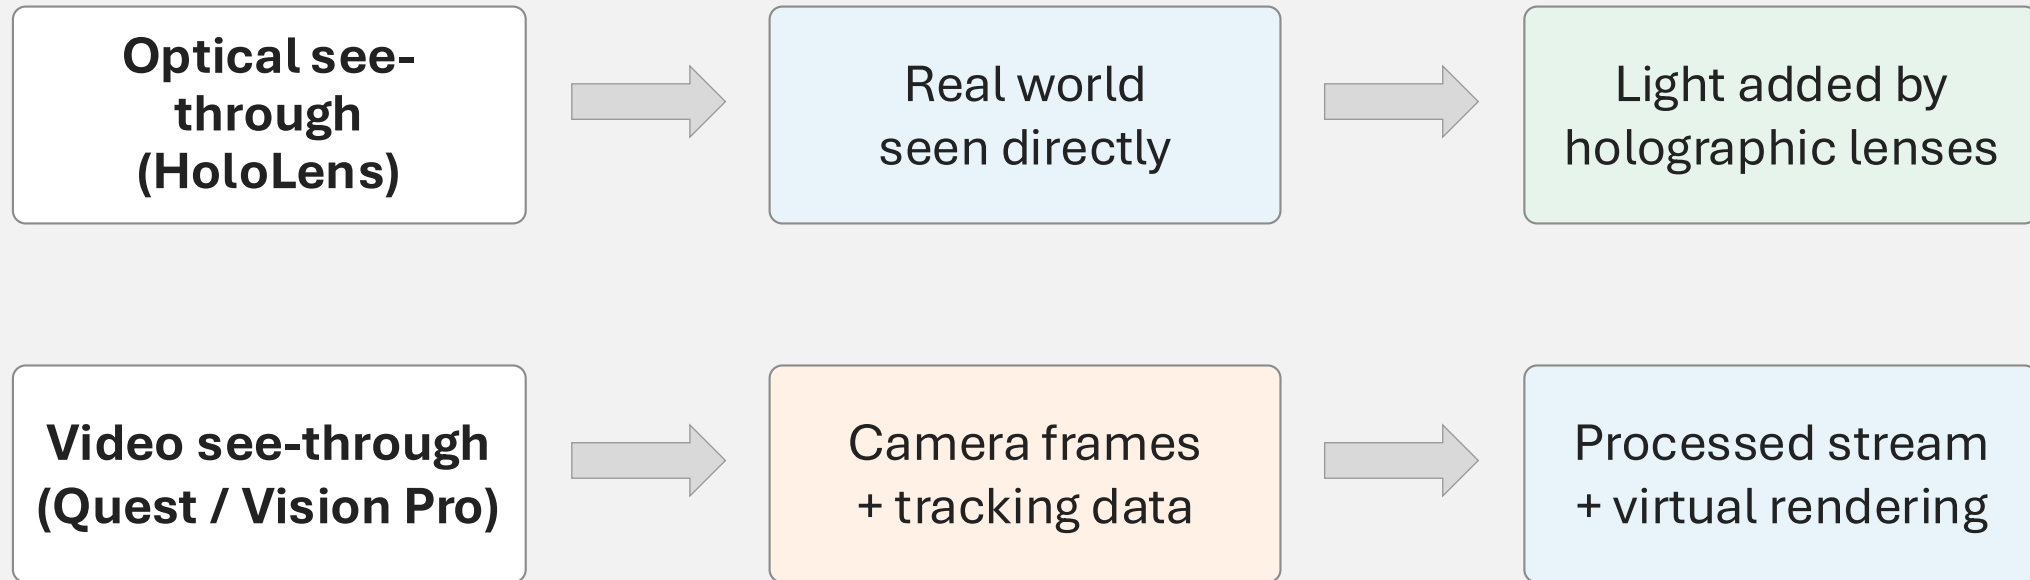 Optical see-
through
(HoloLens)
Real world
seen directly
Light added by
holographic lenses
Video see-through
(Quest / Vision Pro)
Camera frames
+ tracking data
Processed stream
+ virtual rendering